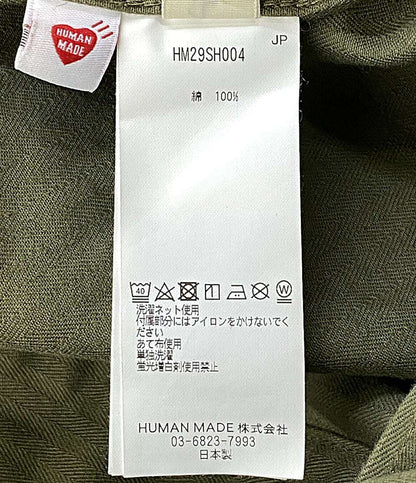 HUMAN
MADE
JP
HM29SH004
綿 100%
40
W
洗濯ネット使用
付属部分にはアイロンをかけないでく
ださい
あて布使用
単独洗濯
蛍光増白剤使用禁止
HUMAN MADE 株式会社
03-6823-7993
日本製